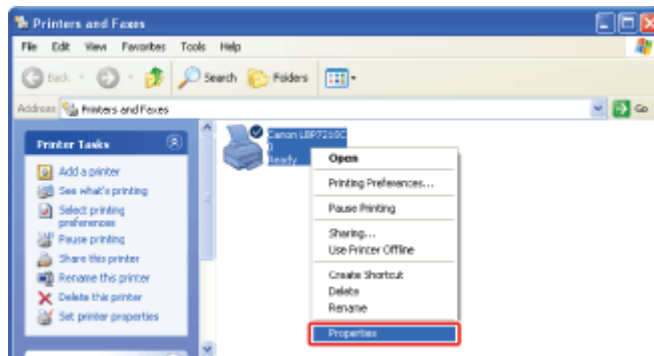 Printers and Faxes
File Edit View Favorites Tools Help
Back Search Folders
Address Printers and Faxes Go
Printer Tasks
Add a printer
See what's printing
Select printing
preferences
Pause printing
Share this printer
Rename this printer
Delete this printer
Set printer properties
Canon LBP7210C
0
Ready
Open
Printing Preferences...
Pause Printing
Sharing...
Use Printer Offline
Create Shortcut
Delete
Rename
Properties